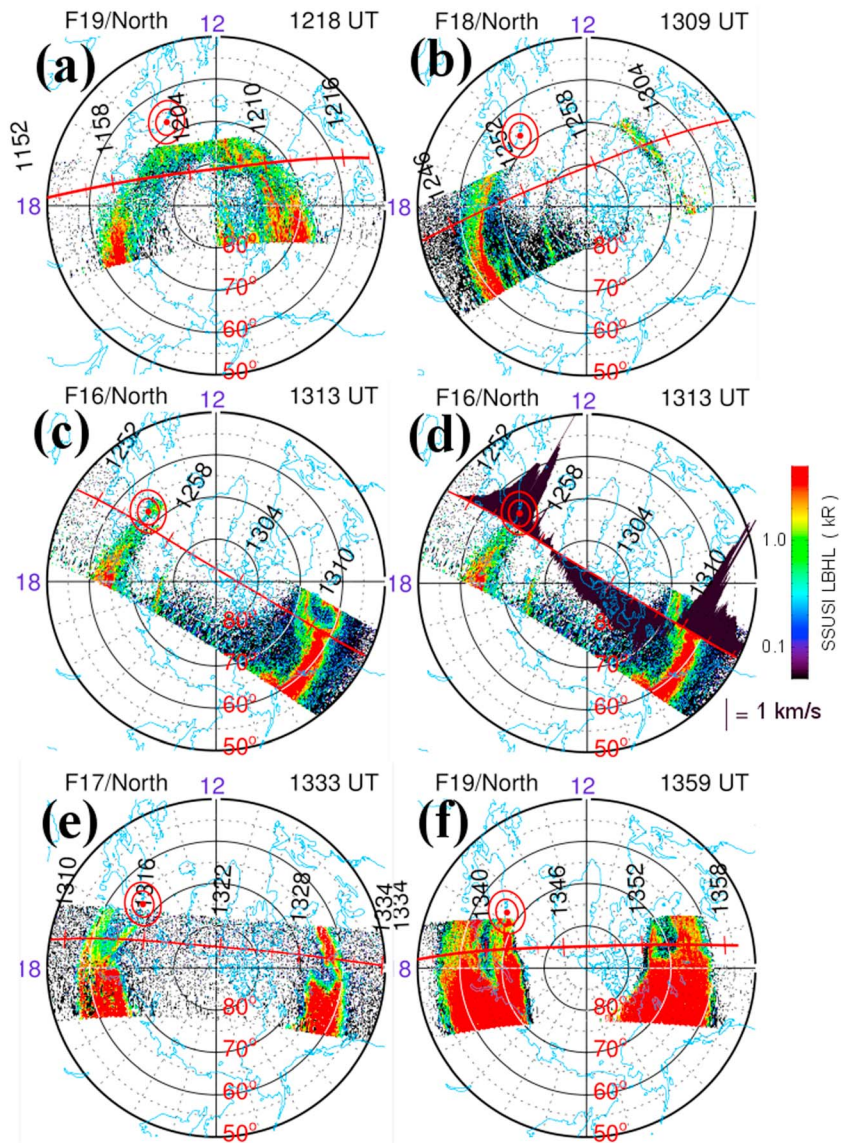 F19/North 12 1218 UT
(a)
1152 1158 1204 1210 1216
18
80°
70°
60°
50°
F18/North 12 1309 UT
(b)
1246 1252 1258 1304
80°
70°
60°
50°
F16/North 12 1313 UT
(c)
1252 1258 1304 1310
18
80°
70°
60°
50°
F16/North 12 1313 UT
(d)
1252 1258 1304 1310
18
80°
70°
60°
50°
1.0
0.1
SSUSI LBHL ( kR )
= 1 km/s
F17/North 1333 UT
(e)
1310 1316 1322 1328 1334
18
80°
70°
60°
50°
F19/North 12 1359 UT
(f)
1334 1340 1346 1352 1358
8
80°
70°
60°
50°